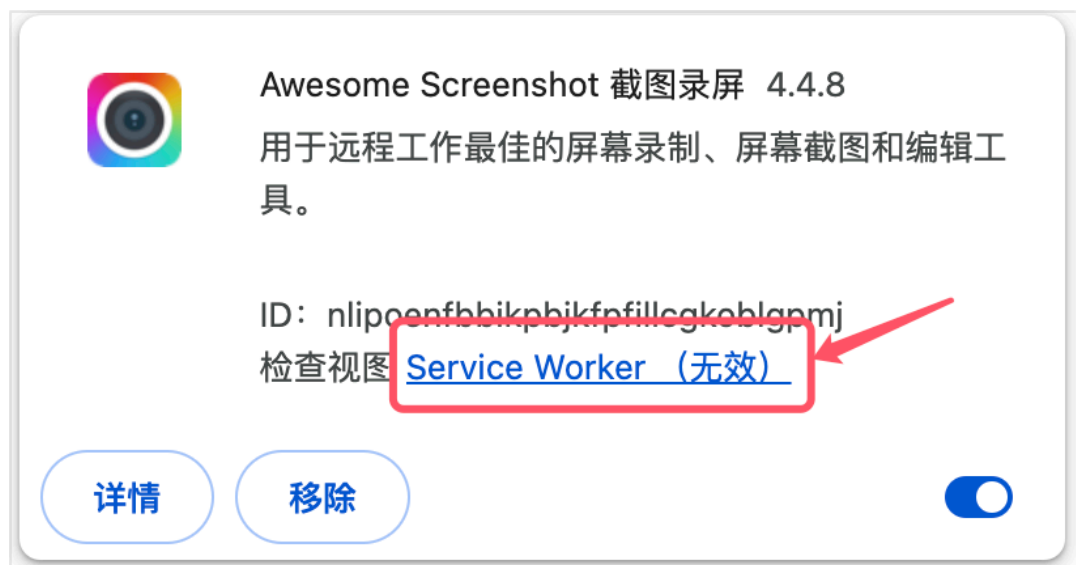 Awesome Screenshot 截图录屏 4.4.8
用于远程工作最佳的屏幕录制、屏幕截图和编辑工
具。
ID：nlipoenfbbikpbjkfpfillcgkoblgpmj
检查视图 Service Worker （无效）
详情
移除